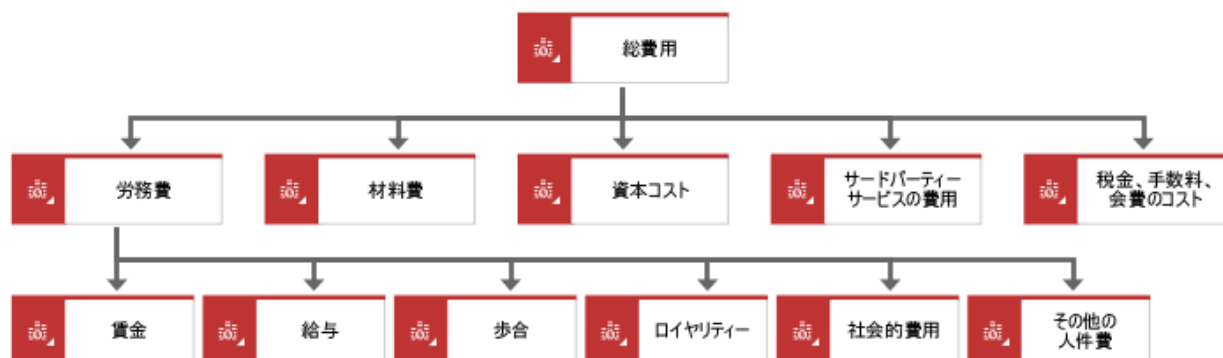 総費用
労務費
材料費
資本コスト
サードパーティー
サービスの費用
税金、手数料、
会費のコスト
賃金
給与
歩合
ロイヤリティー
社会的費用
その他の
人件費